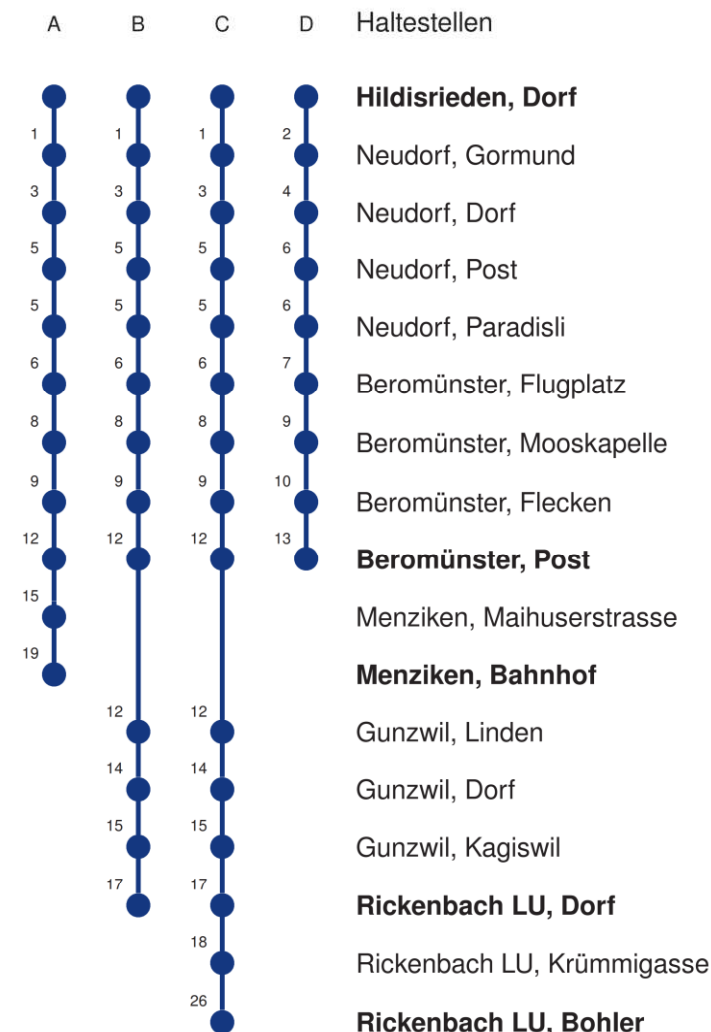 A B C D Haltestellen
Hildisrieden, Dorf
1 1 1 2 Neudorf, Gormund
3 3 3 4 Neudorf, Dorf
5 5 5 6 Neudorf, Post
5 5 5 6 Neudorf, Paradisli
6 6 6 7 Beromünster, Flugplatz
8 8 8 9 Beromünster, Mooskapelle
9 9 9 10 Beromünster, Flecken
12 12 12 13 Beromünster, Post
15 Menziken, Maihuserstrasse
19 Menziken, Bahnhof
12 12 Gunzwil, Linden
14 14 Gunzwil, Dorf
15 15 Gunzwil, Kagiswil
17 17 Rickenbach LU, Dorf
18 Rickenbach LU, Krümmigasse
26 Rickenbach LU, Bohler